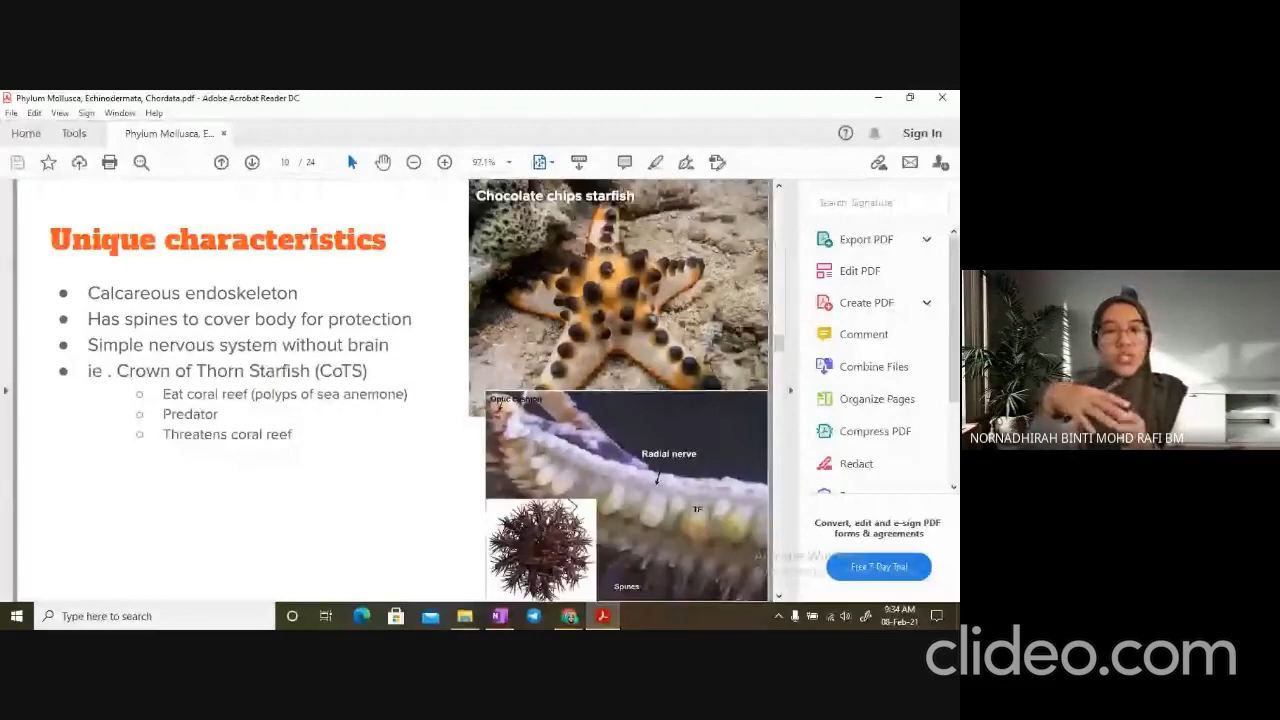 Phylum Mollusca, Echinodermata, Chordata.pdf - Adobe Acrobat Reader DC
File Edit View Sign Window Help
Home Tools Phylum Mollusca, E... × Sign In
10 / 24 97.1%
Chocolate chips starfish
Unique characteristics
● Calcareous endoskeleton
● Has spines to cover body for protection
● Simple nervous system without brain
● ie . Crown of Thorn Starfish (CoTS)
○ Eat coral reef (polyps of sea anemone)
○ Predator
○ Threatens coral reef
Optic cushion
Radial nerve
TF
Spines
Search 'Signature'
Export PDF
Edit PDF
Create PDF
Comment
Combine Files
Organize Pages
Compress PDF
Redact
Convert, edit and e-sign PDF
forms & agreements
Free 7-Day Trial
NORNADHIRAH BINTI MOHD RAFI BM
Type here to search
9:34 AM
08-Feb-21
clideo.com